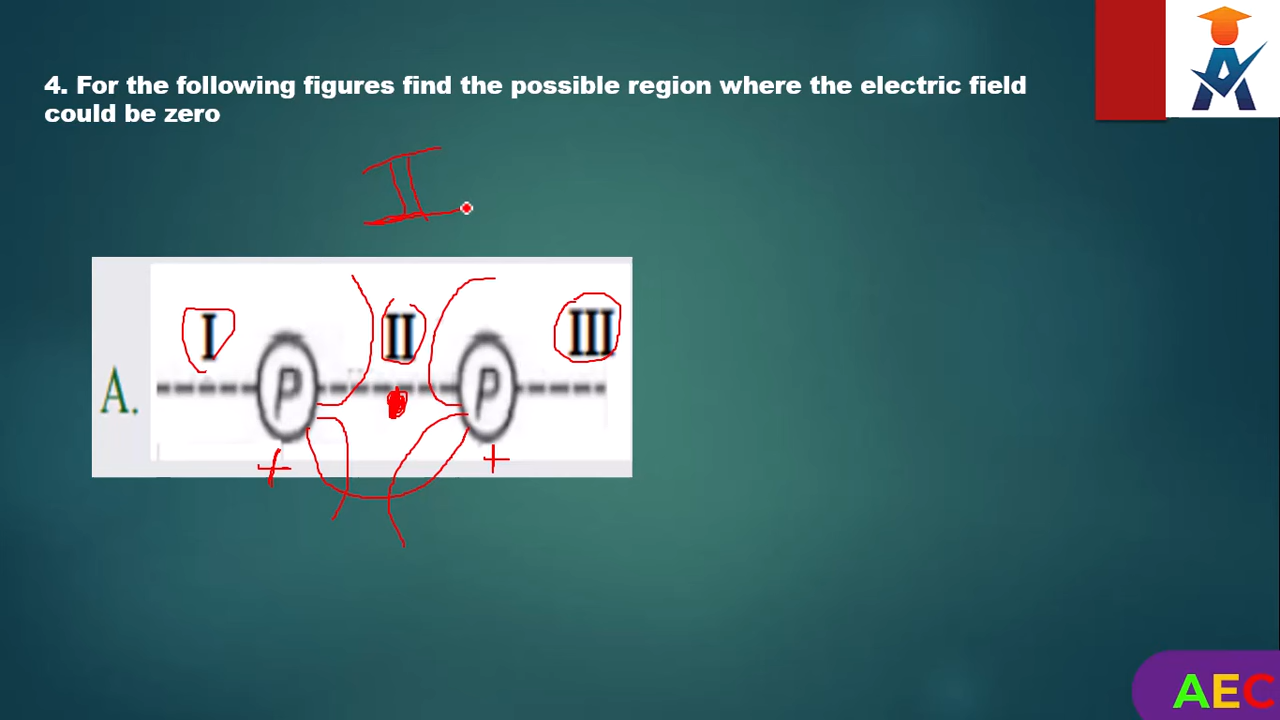 4. For the following figures find the possible region where the electric field
could be zero
II
I II III
A. P P
+ +
AEC